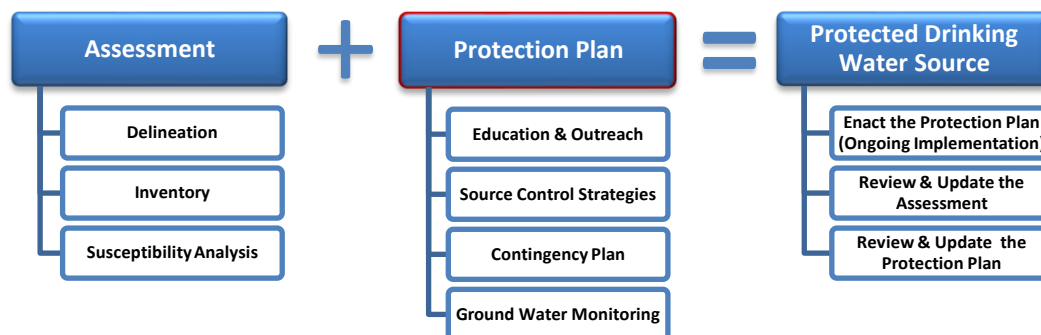 Assessment
Delineation
Inventory
Susceptibility Analysis
+
Protection Plan
Education & Outreach
Source Control Strategies
Contingency Plan
Ground Water Monitoring
=
Protected Drinking
Water Source
Enact the Protection Plan
(Ongoing Implementation)
Review & Update the
Assessment
Review & Update the
Protection Plan